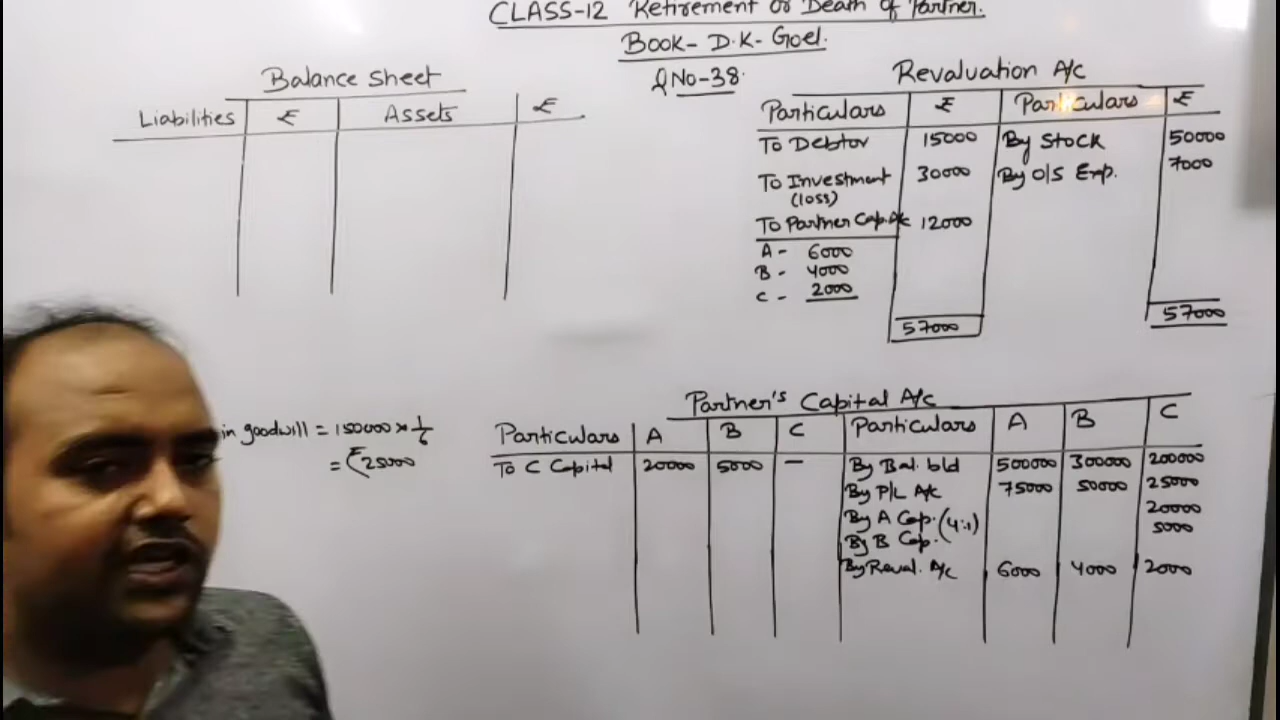 CLASS-12 Retirement or Death of Partner.
Book- D.K- Goel.
QNo-38.
Balance Sheet
Liabilities ₹ Assets ₹
Revaluation A/c
Particulars ₹ Particulars ₹
To Debtor 15000 By Stock 50000
To Investment 30000 By O/S Exp. 7000
(loss)
To Partner Cap. A/c 12000
A - 6000
B - 4000
C - 2000
57000 57000
in goodwill = 150000 × 1/6
= ₹ 25000
Partner's Capital A/c
Particulars A B C Particulars A B C
To C Capital 20000 5000 — By Bal. b/d 500000 300000 200000
By P/L A/c 75000 50000 25000
By A Cap. (4:1) 20000
By B Cap. 5000
By Reval. A/c 6000 4000 2000